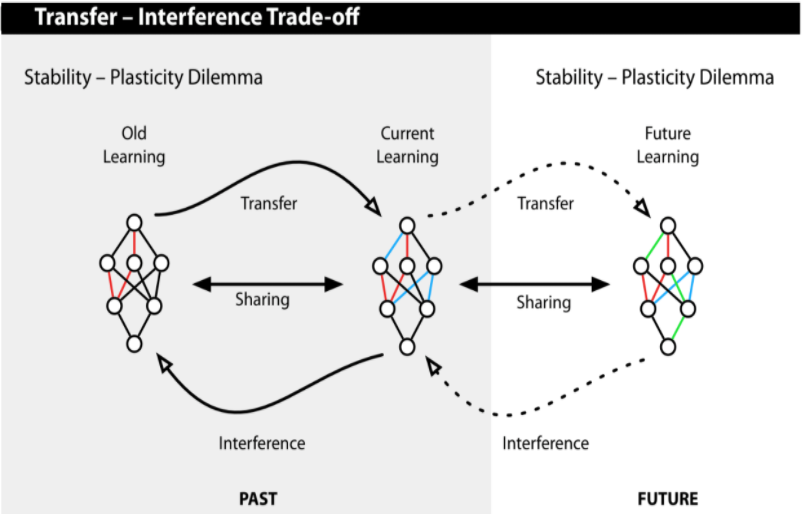 Transfer – Interference Trade-off
Stability – Plasticity Dilemma
Stability – Plasticity Dilemma
Old
Learning
Current
Learning
Future
Learning
Transfer
Transfer
Sharing
Sharing
Interference
Interference
PAST
FUTURE